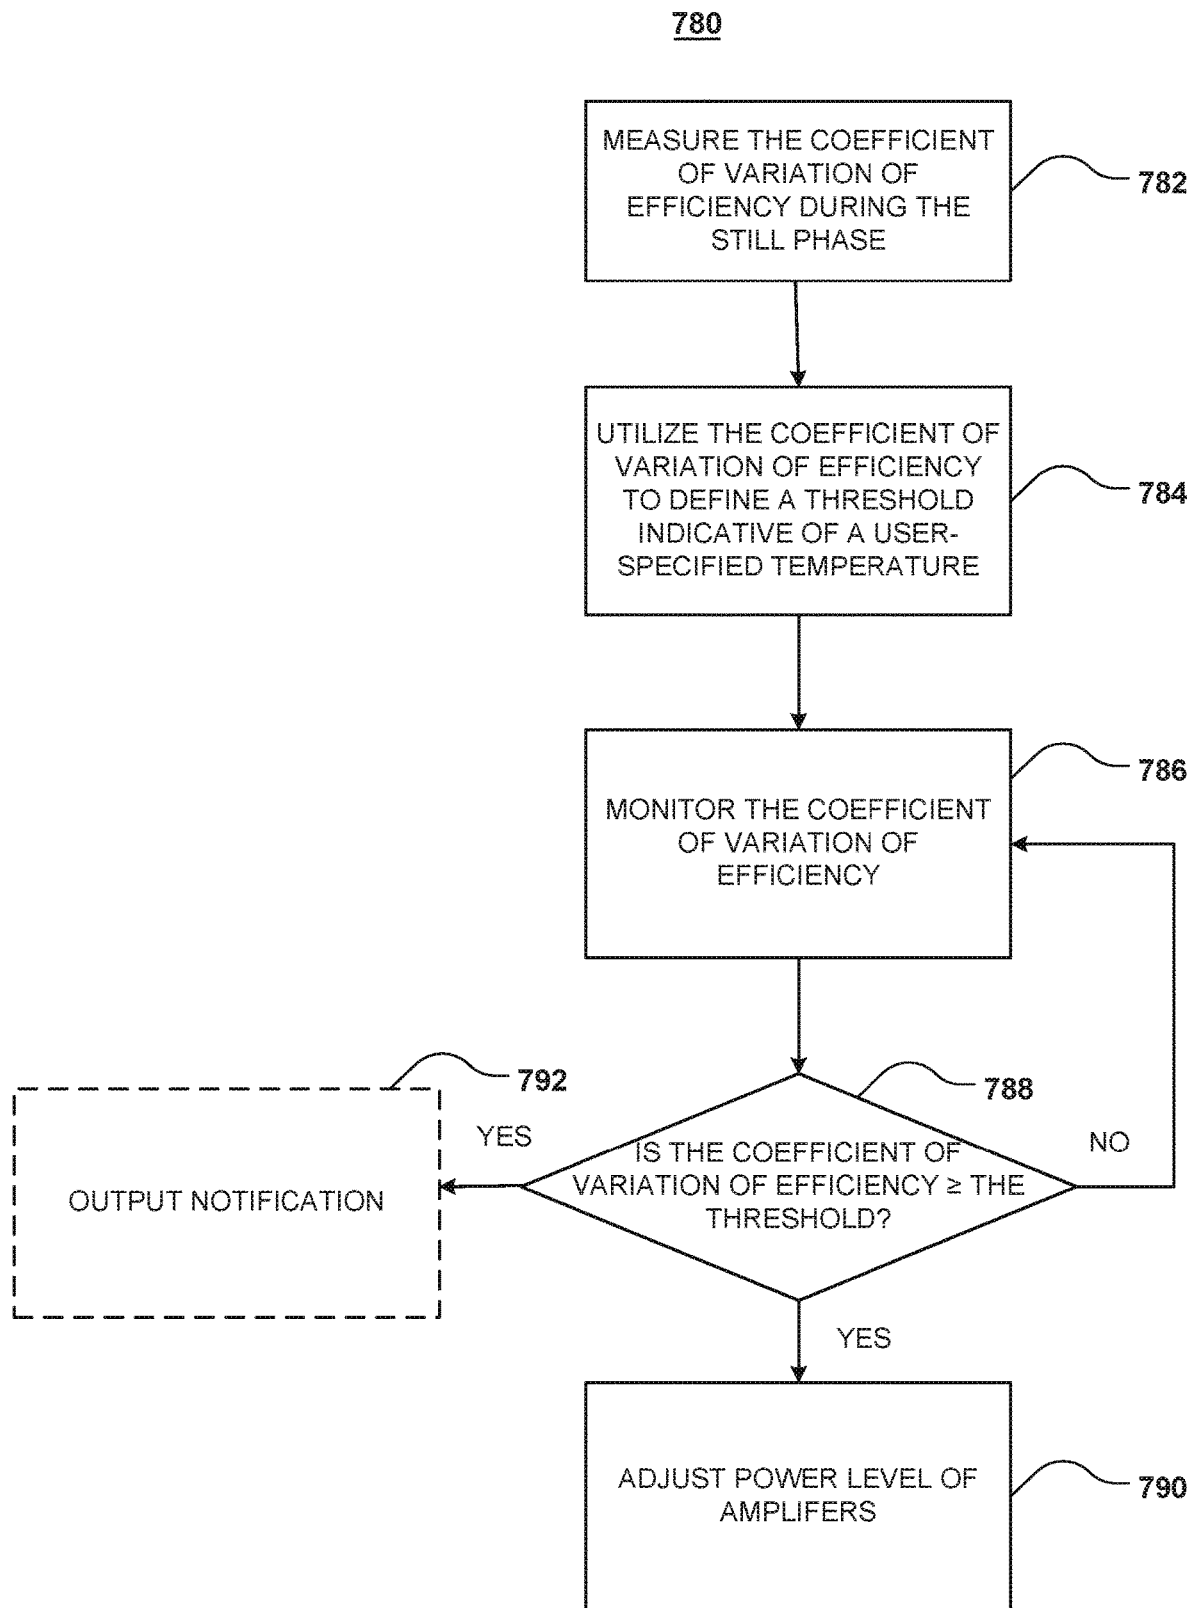 780
MEASURE THE COEFFICIENT
OF VARIATION OF
EFFICIENCY DURING THE
STILL PHASE
782
UTILIZE THE COEFFICIENT OF
VARIATION OF EFFICIENCY
TO DEFINE A THRESHOLD
INDICATIVE OF A USER-
SPECIFIED TEMPERATURE
784
MONITOR THE COEFFICIENT
OF VARIATION OF
EFFICIENCY
786
IS THE COEFFICIENT OF
VARIATION OF EFFICIENCY ≥ THE
THRESHOLD?
788
NO
YES
OUTPUT NOTIFICATION
792
YES
ADJUST POWER LEVEL OF
AMPLIFERS
790